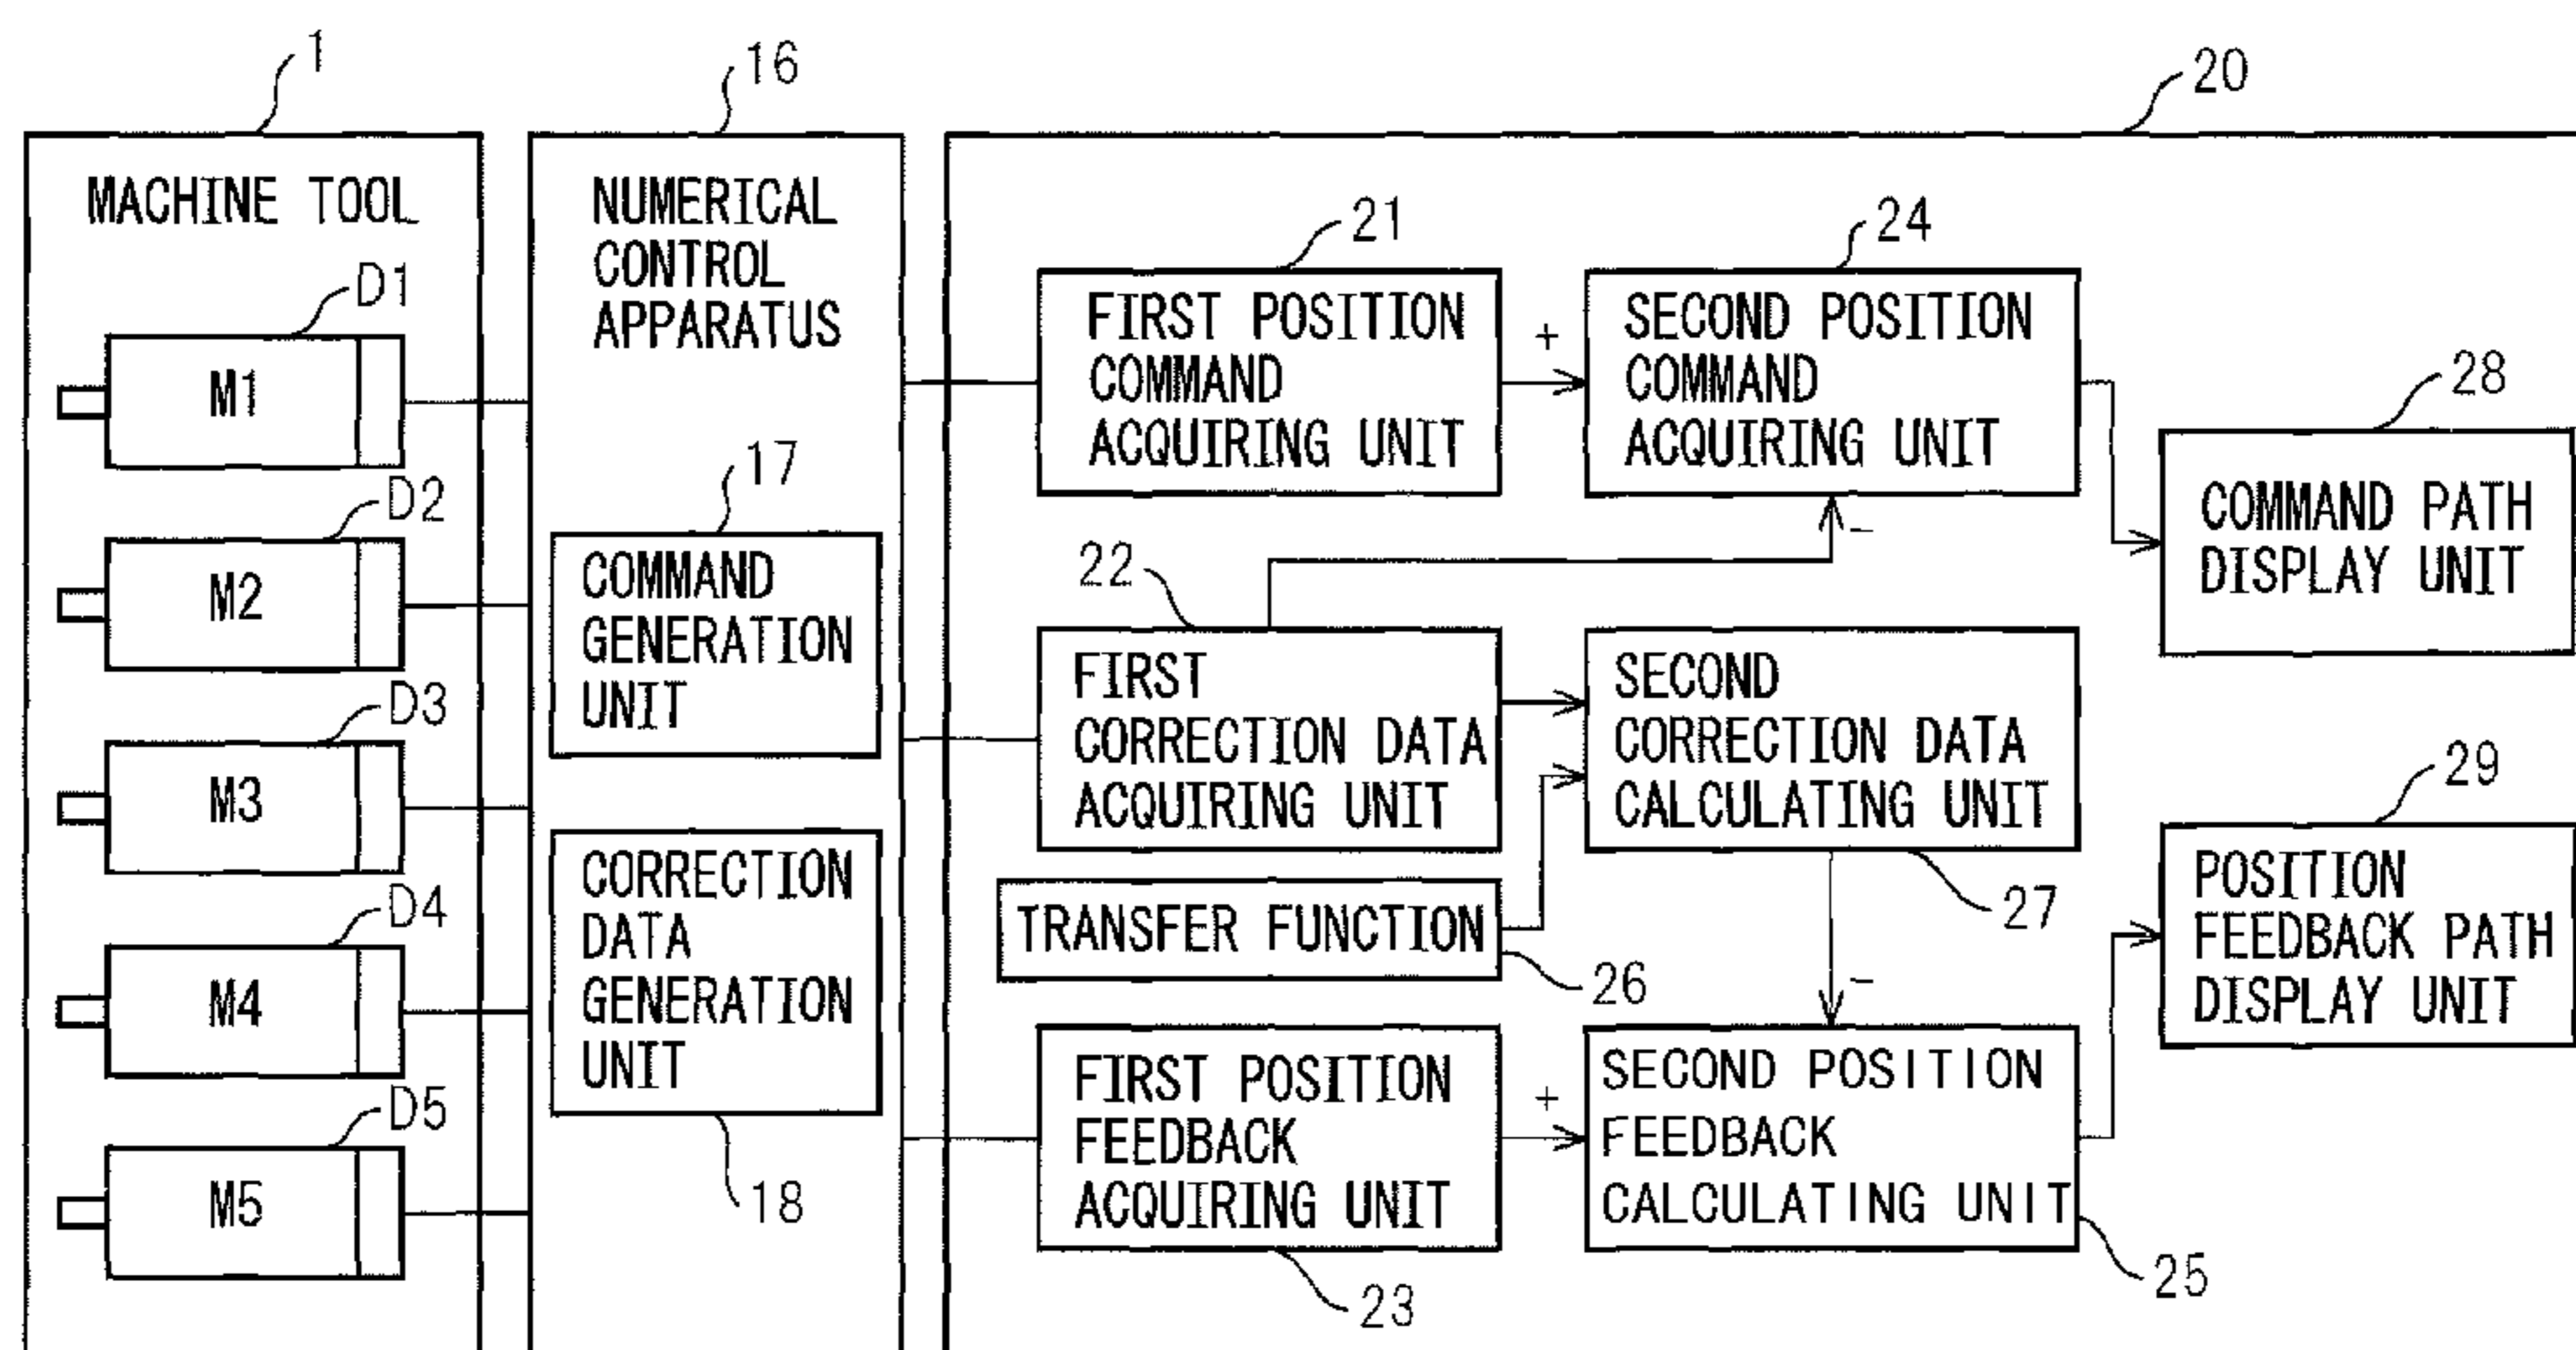 1
16
20
MACHINE TOOL
D1
M1
D2
M2
D3
M3
D4
M4
D5
M5
NUMERICAL
CONTROL
APPARATUS
17
COMMAND
GENERATION
UNIT
CORRECTION
DATA
GENERATION
UNIT
18
21
FIRST POSITION
COMMAND
ACQUIRING UNIT
+
24
SECOND POSITION
COMMAND
ACQUIRING UNIT
-
28
COMMAND PATH
DISPLAY UNIT
22
FIRST
CORRECTION DATA
ACQUIRING UNIT
SECOND
CORRECTION DATA
CALCULATING UNIT
27
TRANSFER FUNCTION
26
-
29
POSITION
FEEDBACK PATH
DISPLAY UNIT
FIRST POSITION
FEEDBACK
ACQUIRING UNIT
23
+
SECOND POSITION
FEEDBACK
CALCULATING UNIT
25